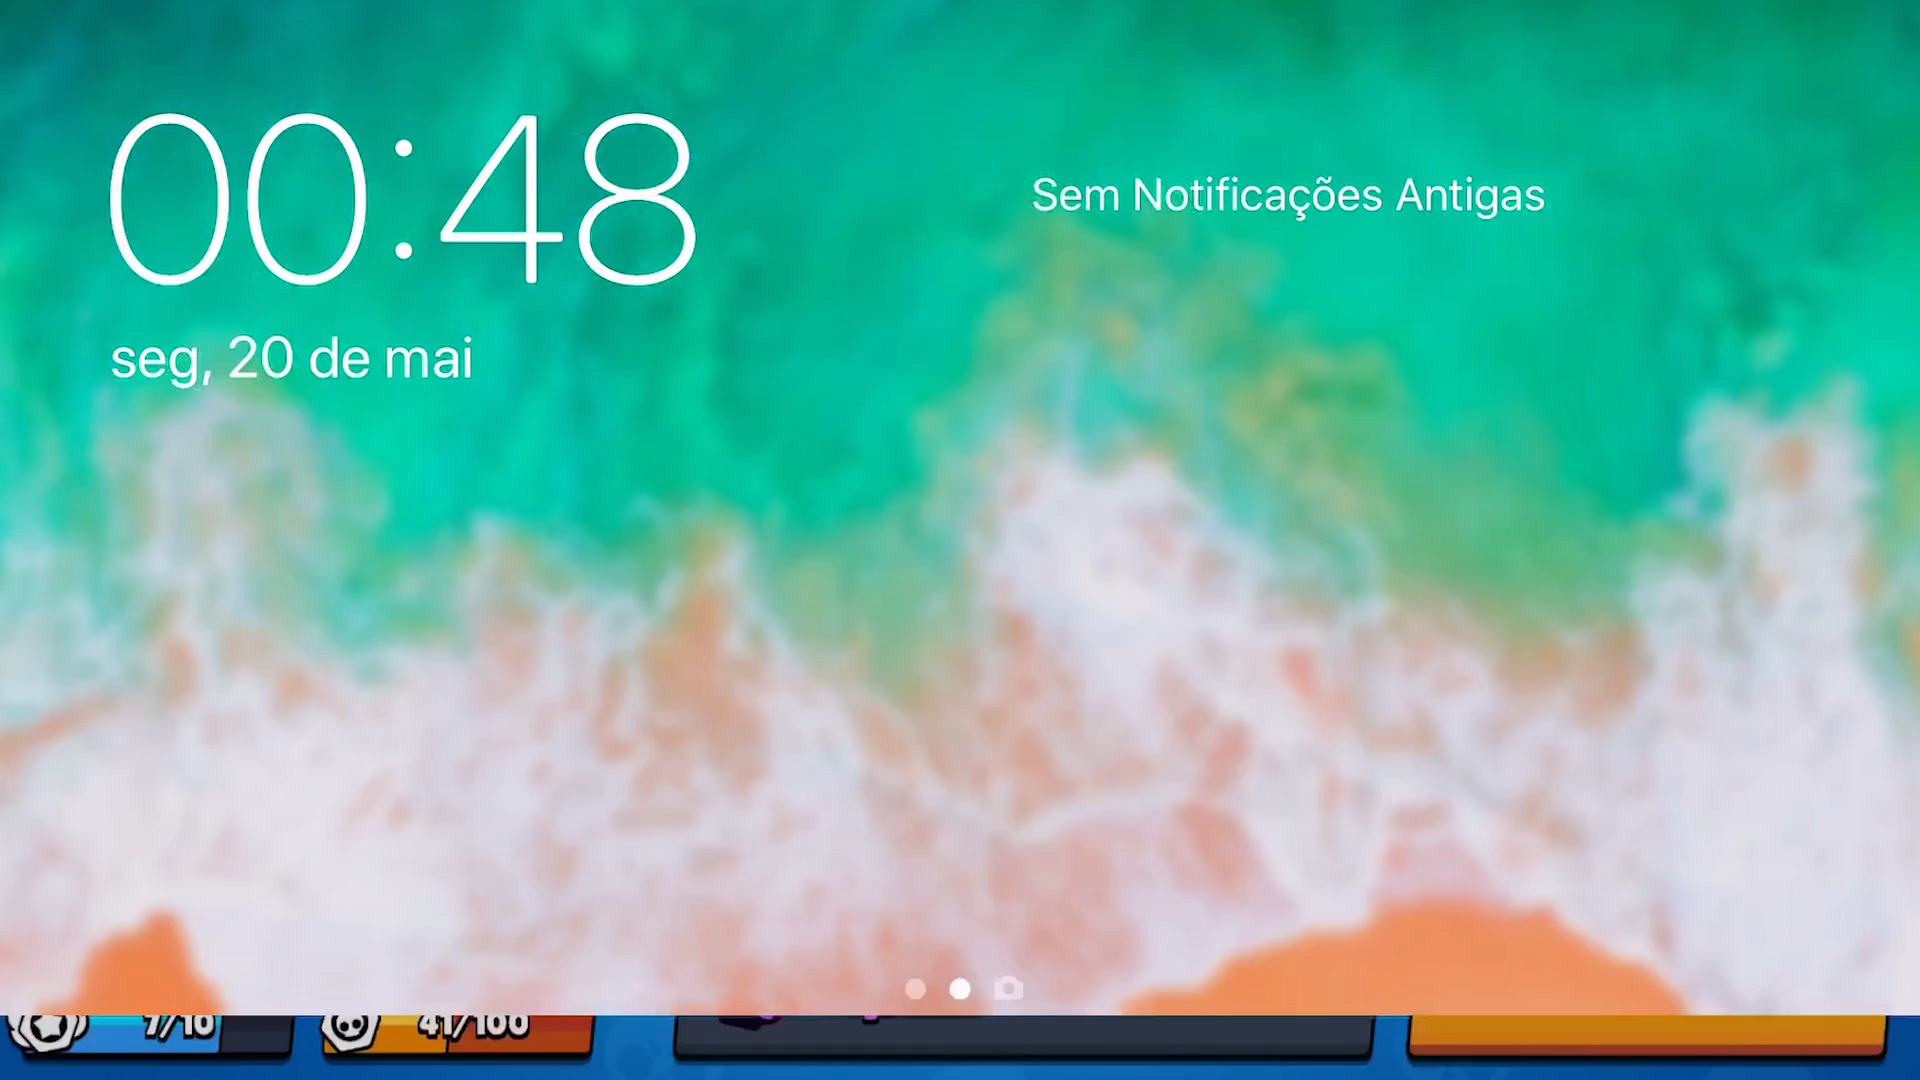 00:48
seg, 20 de mai
Sem Notificações Antigas
7/10
41/100